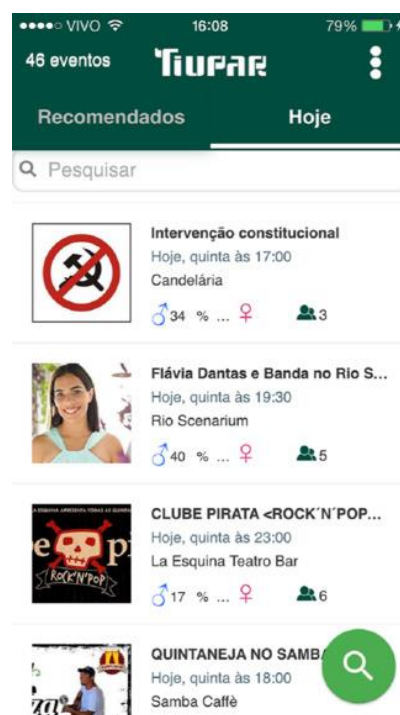 VIVO 16:08 79%
46 eventos TIUPAR
Recomendados Hoje
Pesquisar
Intervenção constitucional
Hoje, quinta às 17:00
Candelária
♂34 % ... ♀ 3
Flávia Dantas e Banda no Rio S...
Hoje, quinta às 19:30
Rio Scenarium
♂40 % ... ♀ 5
CLUBE PIRATA <ROCK´N´POP...
Hoje, quinta às 23:00
La Esquina Teatro Bar
♂17 % ... ♀ 6
ROCK'N'POP
QUINTANEJA NO SAMB
Hoje, quinta às 18:00
Samba Caffè